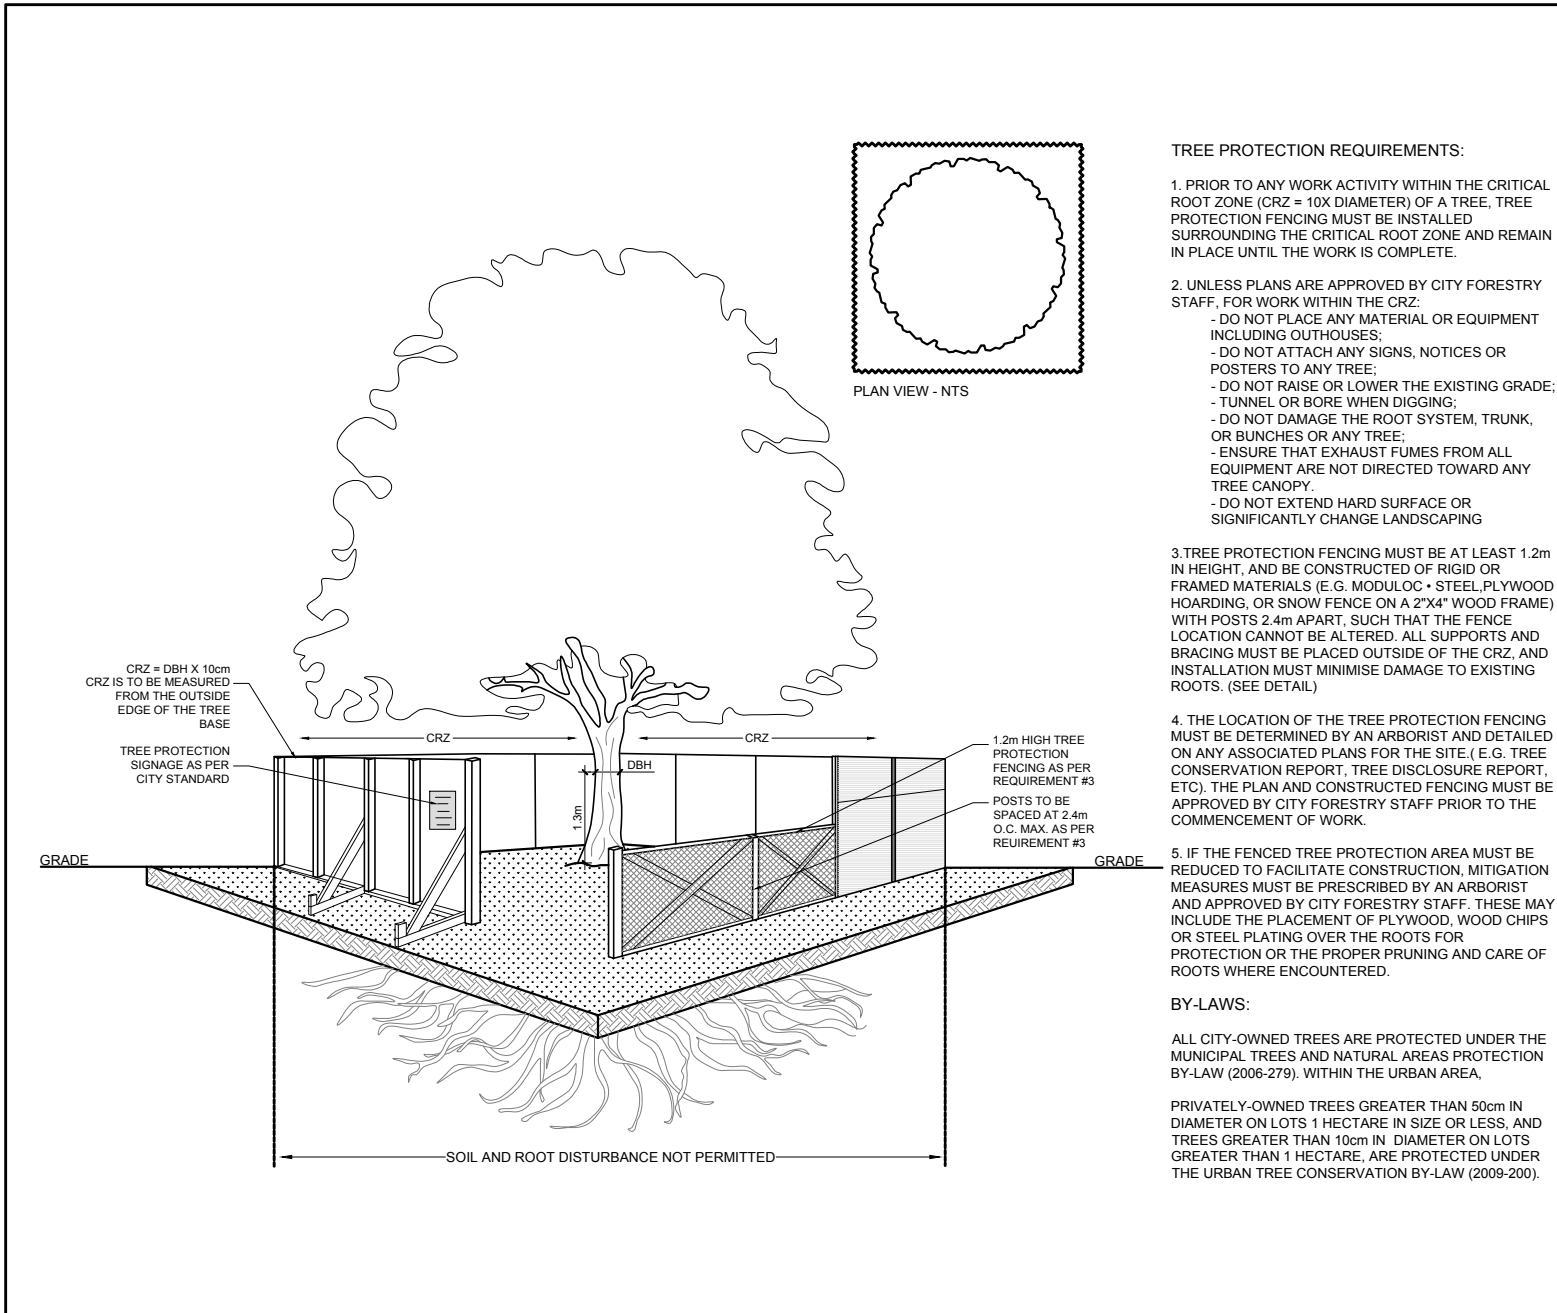 PLAN VIEW - NTS
CRZ = DBH X 10cm
CRZ IS TO BE MEASURED
FROM THE OUTSIDE
EDGE OF THE TREE
BASE
TREE PROTECTION
SIGNAGE AS PER
CITY STANDARD
CRZ
CRZ
DBH
1.3m
1.2m HIGH TREE
PROTECTION
FENCING AS PER
REQUIREMENT #3
POSTS TO BE
SPACED AT 2.4m
O.C. MAX. AS PER
REUIREMENT #3
GRADE
GRADE
SOIL AND ROOT DISTURBANCE NOT PERMITTED
TREE PROTECTION REQUIREMENTS:
1. PRIOR TO ANY WORK ACTIVITY WITHIN THE CRITICAL
ROOT ZONE (CRZ = 10X DIAMETER) OF A TREE, TREE
PROTECTION FENCING MUST BE INSTALLED
SURROUNDING THE CRITICAL ROOT ZONE AND REMAIN
IN PLACE UNTIL THE WORK IS COMPLETE.
2. UNLESS PLANS ARE APPROVED BY CITY FORESTRY
STAFF, FOR WORK WITHIN THE CRZ:
- DO NOT PLACE ANY MATERIAL OR EQUIPMENT
INCLUDING OUTHOUSES;
- DO NOT ATTACH ANY SIGNS, NOTICES OR
POSTERS TO ANY TREE;
- DO NOT RAISE OR LOWER THE EXISTING GRADE;
- TUNNEL OR BORE WHEN DIGGING;
- DO NOT DAMAGE THE ROOT SYSTEM, TRUNK,
OR BUNCHES OR ANY TREE;
- ENSURE THAT EXHAUST FUMES FROM ALL
EQUIPMENT ARE NOT DIRECTED TOWARD ANY
TREE CANOPY.
- DO NOT EXTEND HARD SURFACE OR
SIGNIFICANTLY CHANGE LANDSCAPING
3.TREE PROTECTION FENCING MUST BE AT LEAST 1.2m
IN HEIGHT, AND BE CONSTRUCTED OF RIGID OR
FRAMED MATERIALS (E.G. MODULOC • STEEL,PLYWOOD
HOARDING, OR SNOW FENCE ON A 2"X4" WOOD FRAME)
WITH POSTS 2.4m APART, SUCH THAT THE FENCE
LOCATION CANNOT BE ALTERED. ALL SUPPORTS AND
BRACING MUST BE PLACED OUTSIDE OF THE CRZ, AND
INSTALLATION MUST MINIMISE DAMAGE TO EXISTING
ROOTS. (SEE DETAIL)
4. THE LOCATION OF THE TREE PROTECTION FENCING
MUST BE DETERMINED BY AN ARBORIST AND DETAILED
ON ANY ASSOCIATED PLANS FOR THE SITE.( E.G. TREE
CONSERVATION REPORT, TREE DISCLOSURE REPORT,
ETC). THE PLAN AND CONSTRUCTED FENCING MUST BE
APPROVED BY CITY FORESTRY STAFF PRIOR TO THE
COMMENCEMENT OF WORK.
5. IF THE FENCED TREE PROTECTION AREA MUST BE
REDUCED TO FACILITATE CONSTRUCTION, MITIGATION
MEASURES MUST BE PRESCRIBED BY AN ARBORIST
AND APPROVED BY CITY FORESTRY STAFF. THESE MAY
INCLUDE THE PLACEMENT OF PLYWOOD, WOOD CHIPS
OR STEEL PLATING OVER THE ROOTS FOR
PROTECTION OR THE PROPER PRUNING AND CARE OF
ROOTS WHERE ENCOUNTERED.
BY-LAWS:
ALL CITY-OWNED TREES ARE PROTECTED UNDER THE
MUNICIPAL TREES AND NATURAL AREAS PROTECTION
BY-LAW (2006-279). WITHIN THE URBAN AREA,
PRIVATELY-OWNED TREES GREATER THAN 50cm IN
DIAMETER ON LOTS 1 HECTARE IN SIZE OR LESS, AND
TREES GREATER THAN 10cm IN DIAMETER ON LOTS
GREATER THAN 1 HECTARE, ARE PROTECTED UNDER
THE URBAN TREE CONSERVATION BY-LAW (2009-200).